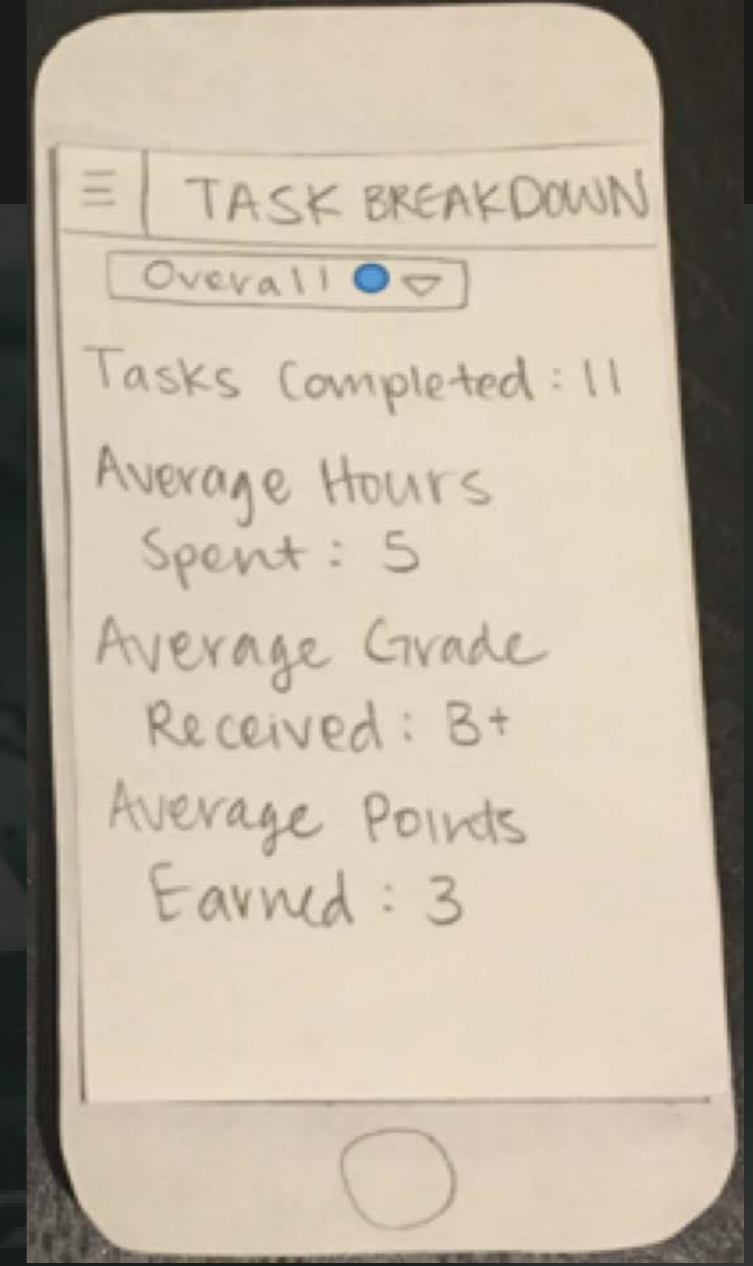 TASK BREAKDOWN
Overall
Tasks Completed: 11
Average Hours
Spent: 5
Average Grade
Received: B+
Average Points
Earned: 3